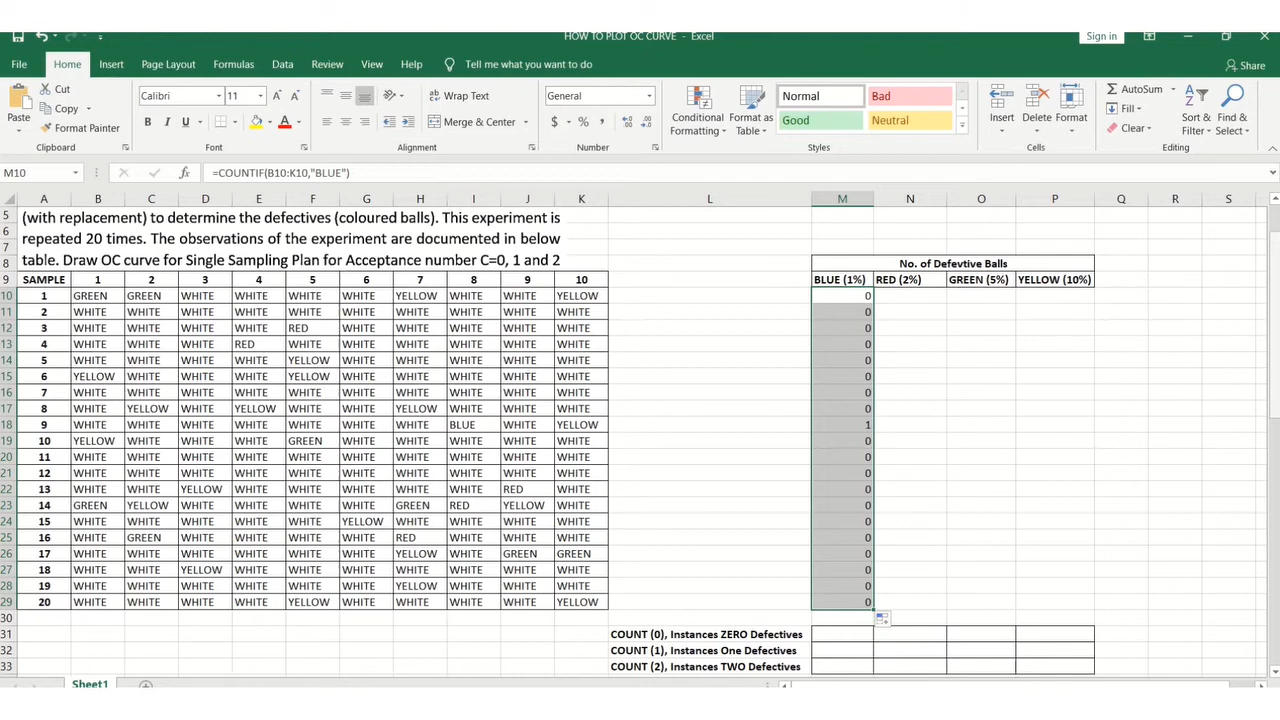 HOW TO PLOT OC CURVE - Excel
Sign in
File Home Insert Page Layout Formulas Data Review View Help Tell me what you want to do Share
Paste Cut Copy Format Painter Clipboard
Calibri 11 A A B I U A Font
Wrap Text Merge & Center Alignment
General $ % , Number
Conditional Formatting Format as Table Normal Bad Good Neutral Styles
Insert Delete Format Cells
AutoSum Fill Clear Sort & Filter Find & Select Editing
M10 fx =COUNTIF(B10:K10,"BLUE")
A B C D E F G H I J K L M N O P Q R S
5 (with replacement) to determine the defectives (coloured balls). This experiment is
6
7 repeated 20 times. The observations of the experiment are documented in below
8 table. Draw OC curve for Single Sampling Plan for Acceptance number C=0, 1 and 2 No. of Defevtive Balls
9 SAMPLE 1 2 3 4 5 6 7 8 9 10 BLUE (1%) RED (2%) GREEN (5%) YELLOW (10%)
10 1 GREEN GREEN WHITE WHITE WHITE WHITE YELLOW WHITE WHITE YELLOW 0
11 2 WHITE WHITE WHITE WHITE WHITE WHITE WHITE WHITE WHITE WHITE 0
12 3 WHITE WHITE WHITE WHITE RED WHITE WHITE WHITE WHITE WHITE 0
13 4 WHITE WHITE WHITE RED WHITE WHITE WHITE WHITE WHITE WHITE 0
14 5 WHITE WHITE WHITE WHITE YELLOW WHITE WHITE WHITE WHITE WHITE 0
15 6 YELLOW WHITE WHITE WHITE YELLOW WHITE WHITE WHITE WHITE WHITE 0
16 7 WHITE WHITE WHITE WHITE WHITE WHITE WHITE WHITE WHITE WHITE 0
17 8 WHITE YELLOW WHITE YELLOW WHITE WHITE YELLOW WHITE WHITE WHITE 0
18 9 WHITE WHITE WHITE WHITE WHITE WHITE WHITE BLUE WHITE YELLOW 1
19 10 YELLOW WHITE WHITE WHITE GREEN WHITE WHITE WHITE WHITE WHITE 0
20 11 WHITE WHITE WHITE WHITE WHITE WHITE WHITE WHITE WHITE WHITE 0
21 12 WHITE WHITE WHITE WHITE WHITE WHITE WHITE WHITE WHITE WHITE 0
22 13 WHITE WHITE YELLOW WHITE WHITE WHITE WHITE WHITE RED WHITE 0
23 14 GREEN YELLOW WHITE WHITE WHITE WHITE GREEN RED YELLOW WHITE 0
24 15 WHITE WHITE WHITE WHITE WHITE YELLOW WHITE WHITE WHITE WHITE 0
25 16 WHITE GREEN WHITE WHITE WHITE WHITE RED WHITE WHITE WHITE 0
26 17 WHITE WHITE WHITE WHITE WHITE WHITE YELLOW WHITE GREEN GREEN 0
27 18 WHITE WHITE YELLOW WHITE WHITE WHITE WHITE WHITE WHITE WHITE 0
28 19 WHITE WHITE WHITE WHITE WHITE WHITE YELLOW WHITE WHITE WHITE 0
29 20 WHITE WHITE WHITE WHITE YELLOW WHITE WHITE WHITE WHITE YELLOW 0
30
31 COUNT (0), Instances ZERO Defectives
32 COUNT (1), Instances One Defectives
33 COUNT (2), Instances TWO Defectives
Sheet1